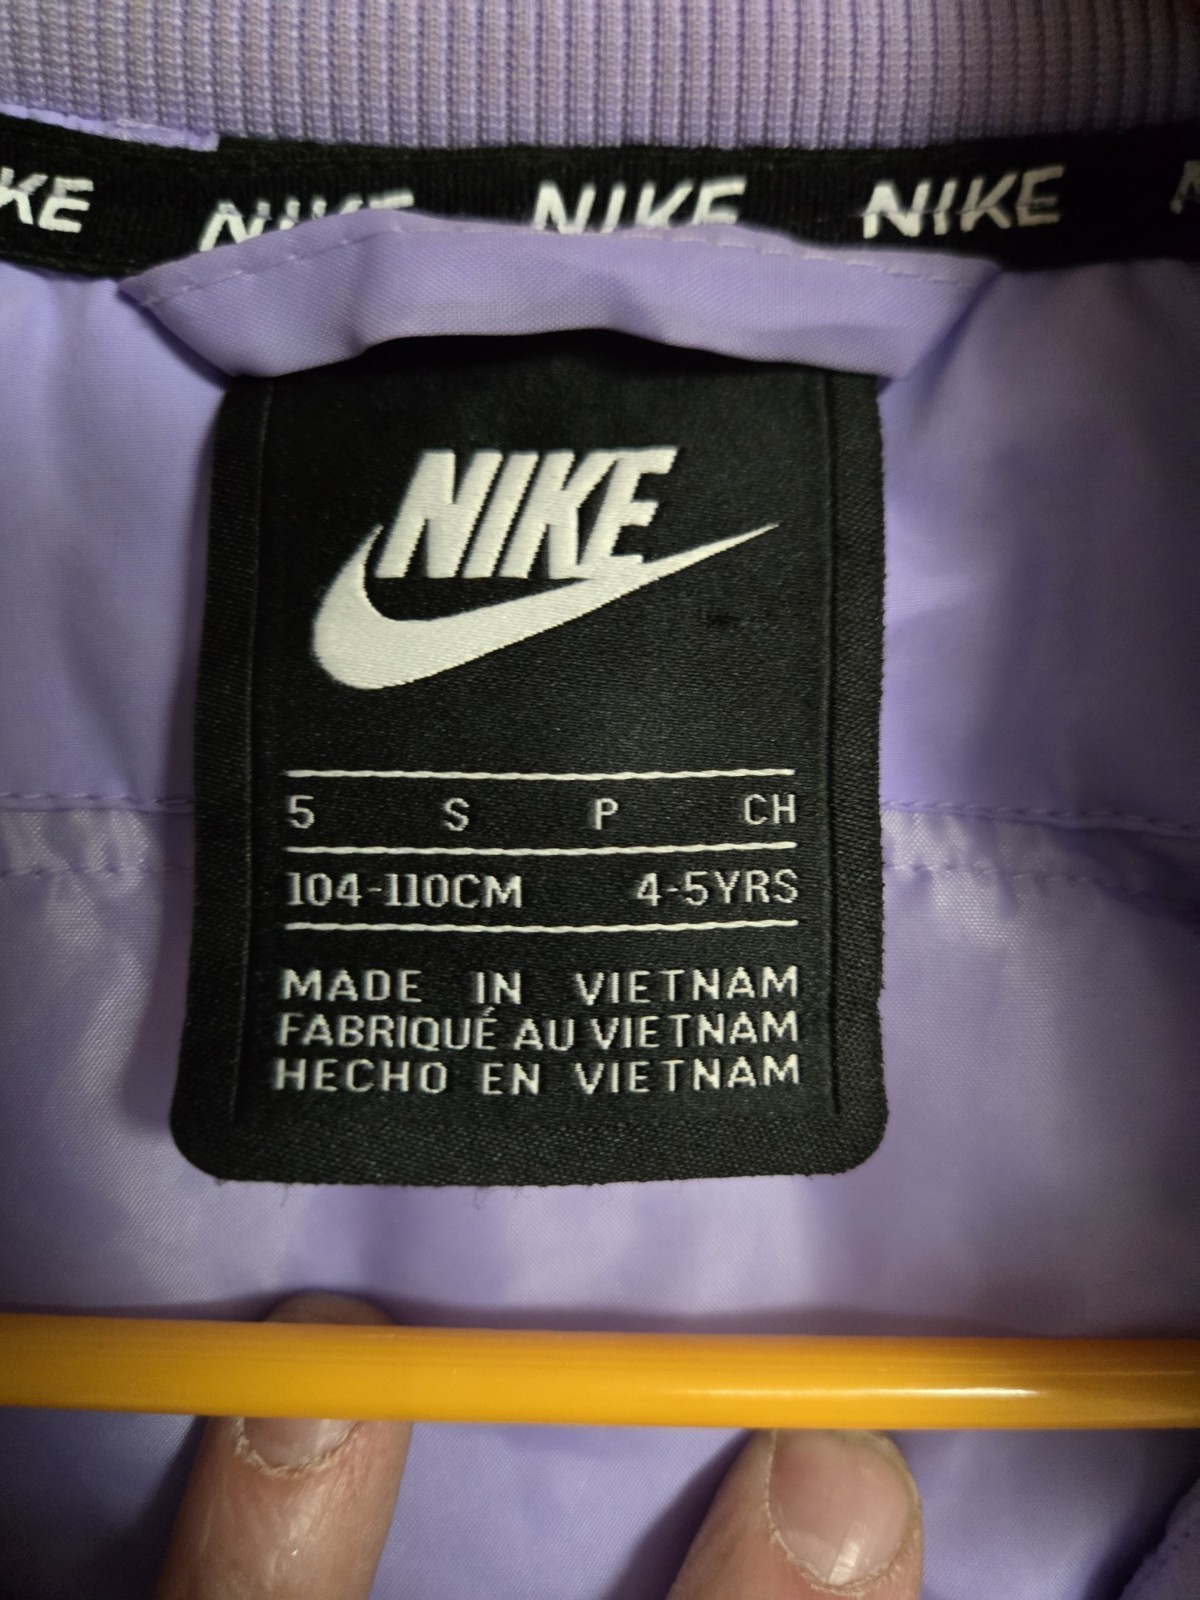 KE NIKE NIKE NIKE N
NIKE
5 S P CH
104-110CM 4-5YRS
MADE IN VIETNAM
FABRIQUÉ AU VIETNAM
HECHO EN VIETNAM